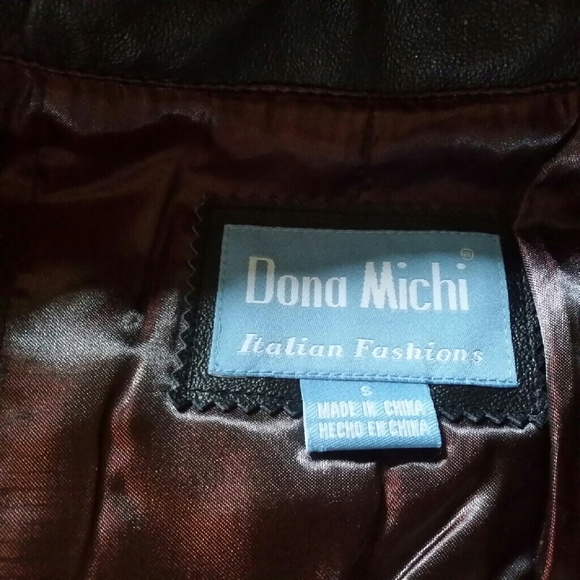 Dona Michi®
Italian Fashions
S
MADE IN CHINA
HECHO EN CHINA